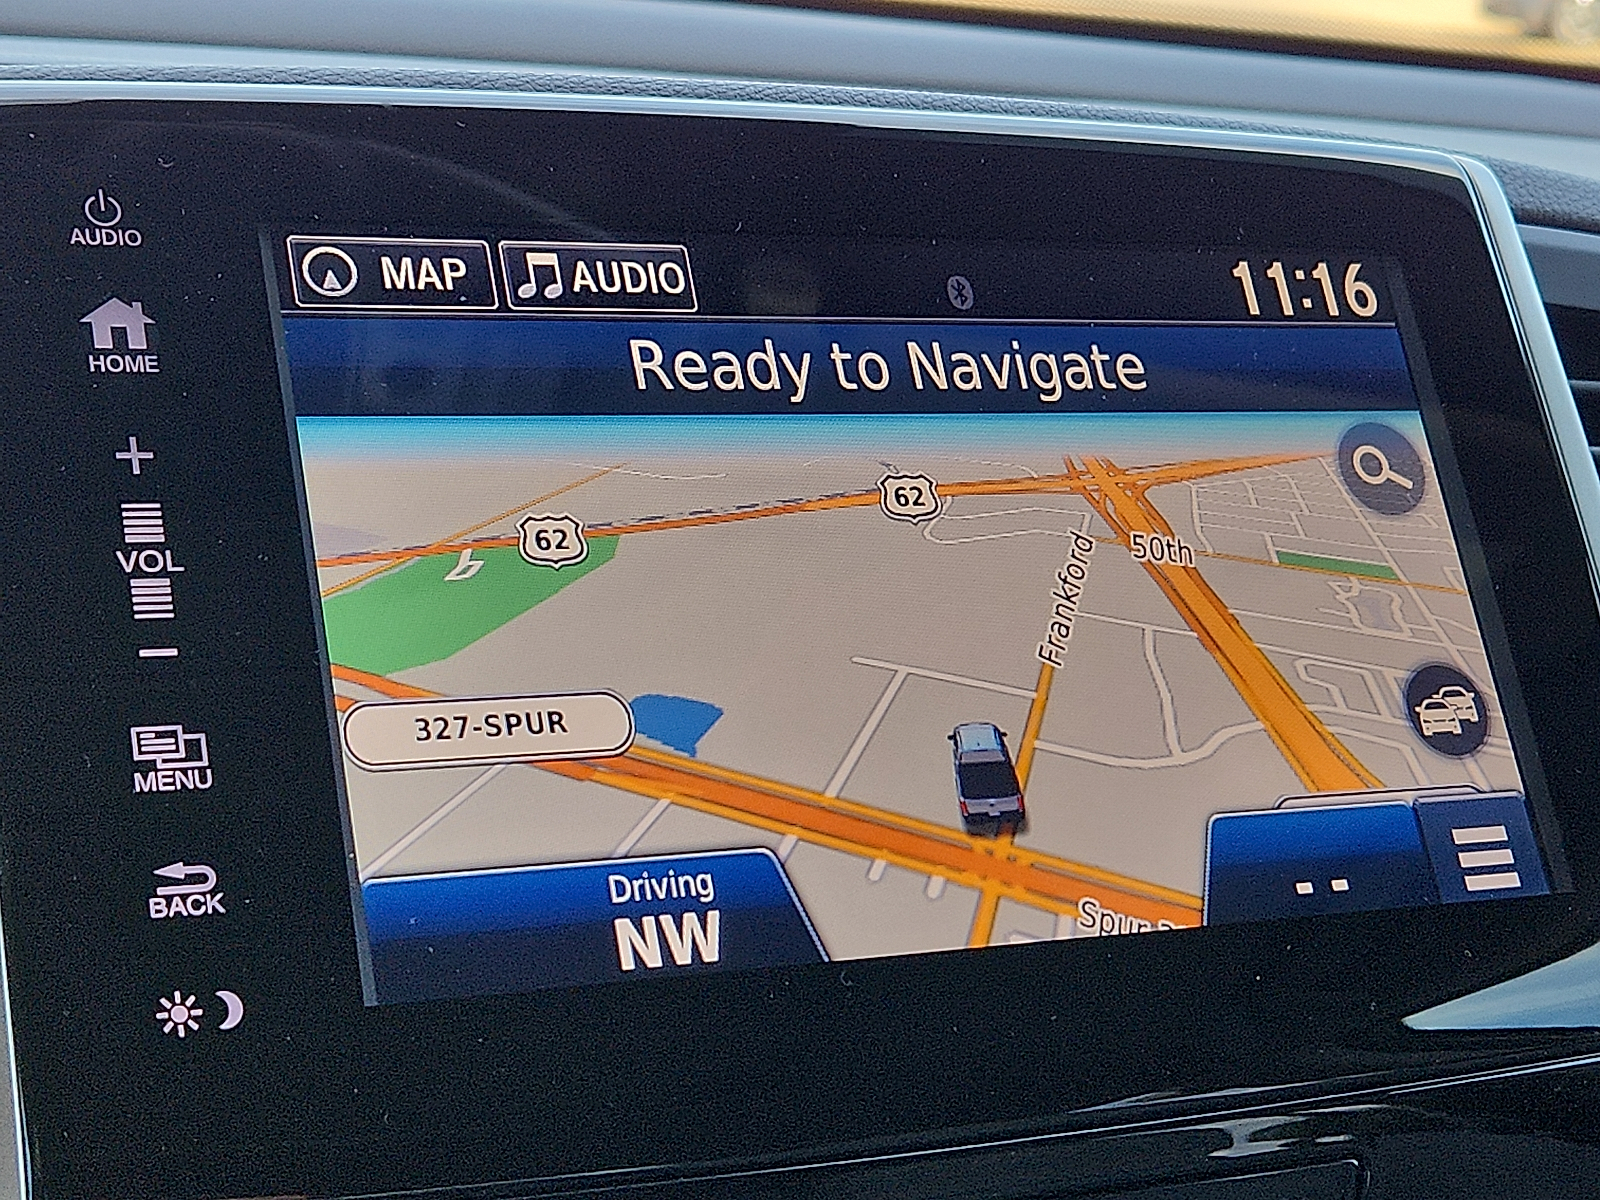 AUDIO
HOME
VOL
MENU
BACK
MAP
AUDIO
11:16
Ready to Navigate
62
62
50th
Frankford
327-SPUR
Driving
NW
Spur
- -